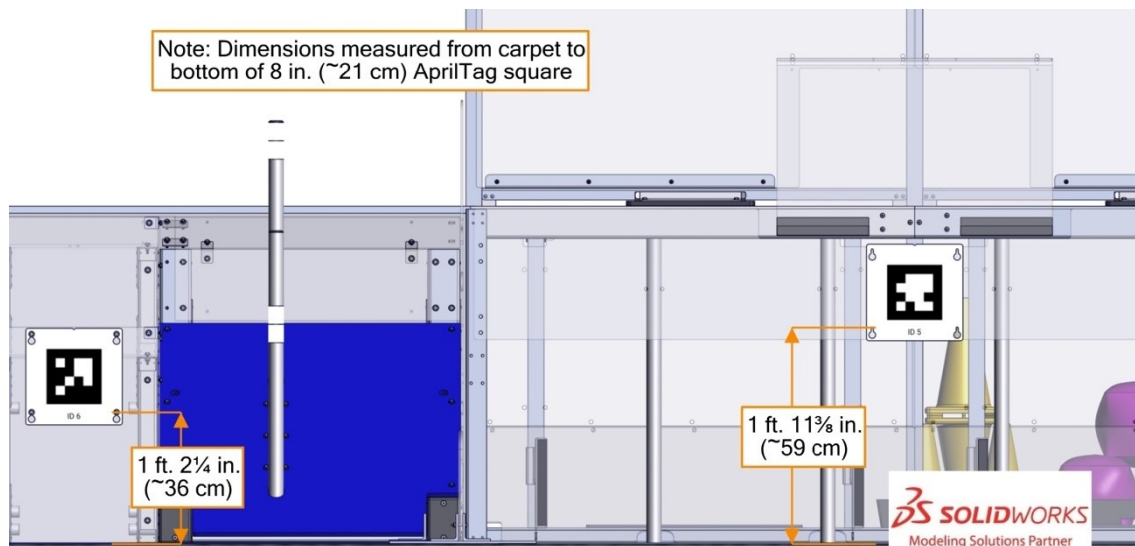 Note: Dimensions measured from carpet to
bottom of 8 in. (~21 cm) AprilTag square
ID 5
ID 6
1 ft. 2¼ in.
(~36 cm)
1 ft. 11⅜ in.
(~59 cm)
3S SOLIDWORKS
Modeling Solutions Partner